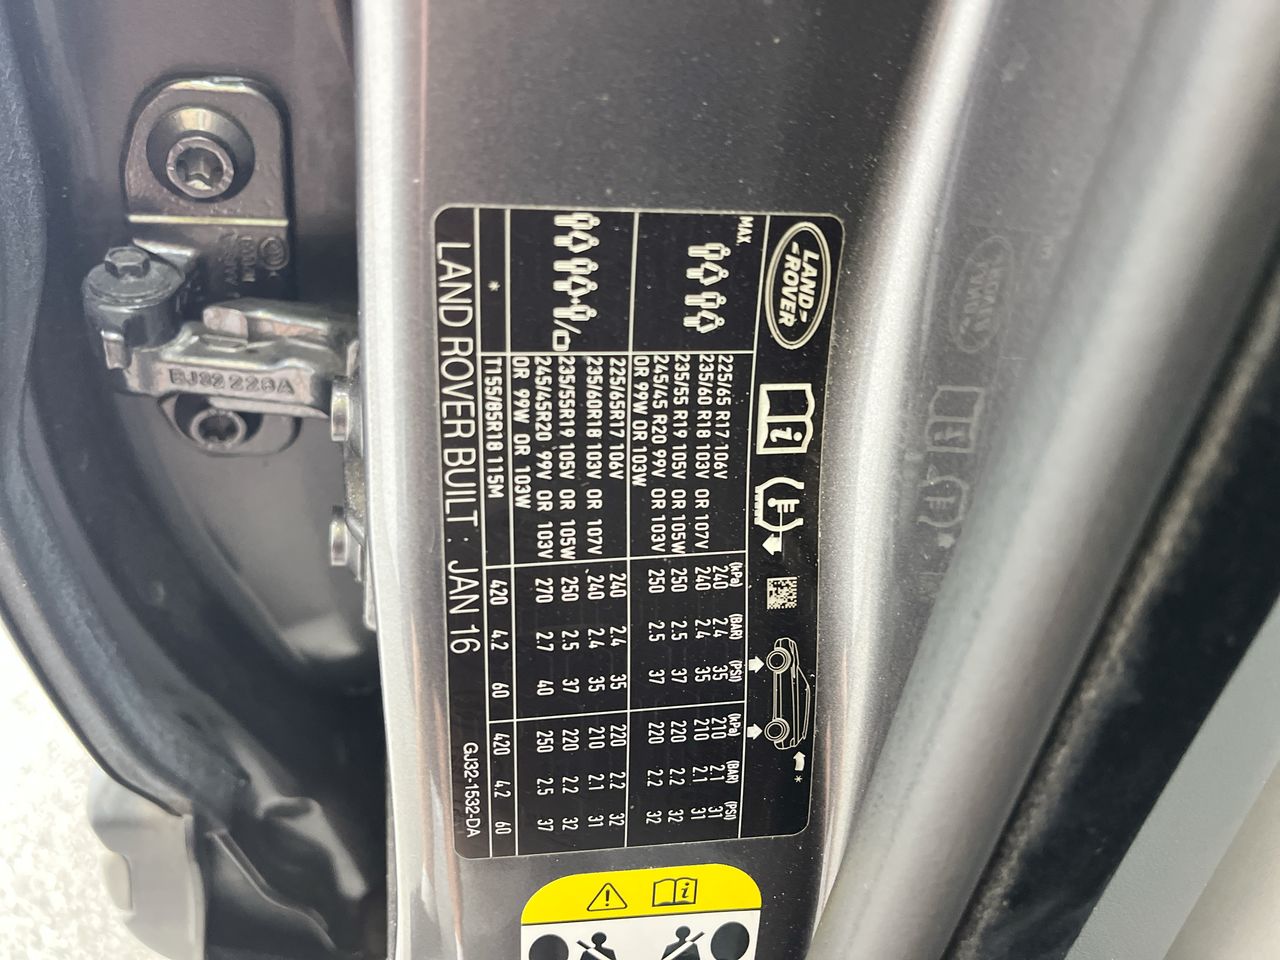 LAND-
-ROVER
MAX
(kPa) (BAR) (PSI) (kPa) (BAR) (PSI)
225/65 R17 106V 240 2.4 35 210 2.1 31
235/60 R18 103V OR 107V 240 2.4 35 210 2.1 31
235/55 R19 105V OR 105W 250 2.5 37 220 2.2 32
245/45 R20 99V OR 103V 250 2.5 37 220 2.2 32
OR 99W OR 103W
225/65R17 106V 240 2.4 35 220 2.2 32
235/60R18 103V OR 107V 240 2.4 35 210 2.1 31
235/55R19 105V OR 105W 250 2.5 37 220 2.2 32
245/45R20 99V OR 103V 270 2.7 40 250 2.5 37
OR 99W OR 103W
* T155/85R18 115M 420 4.2 60 420 4.2 60
LAND ROVER BUILT : JAN 16
GJ32-1532-DA